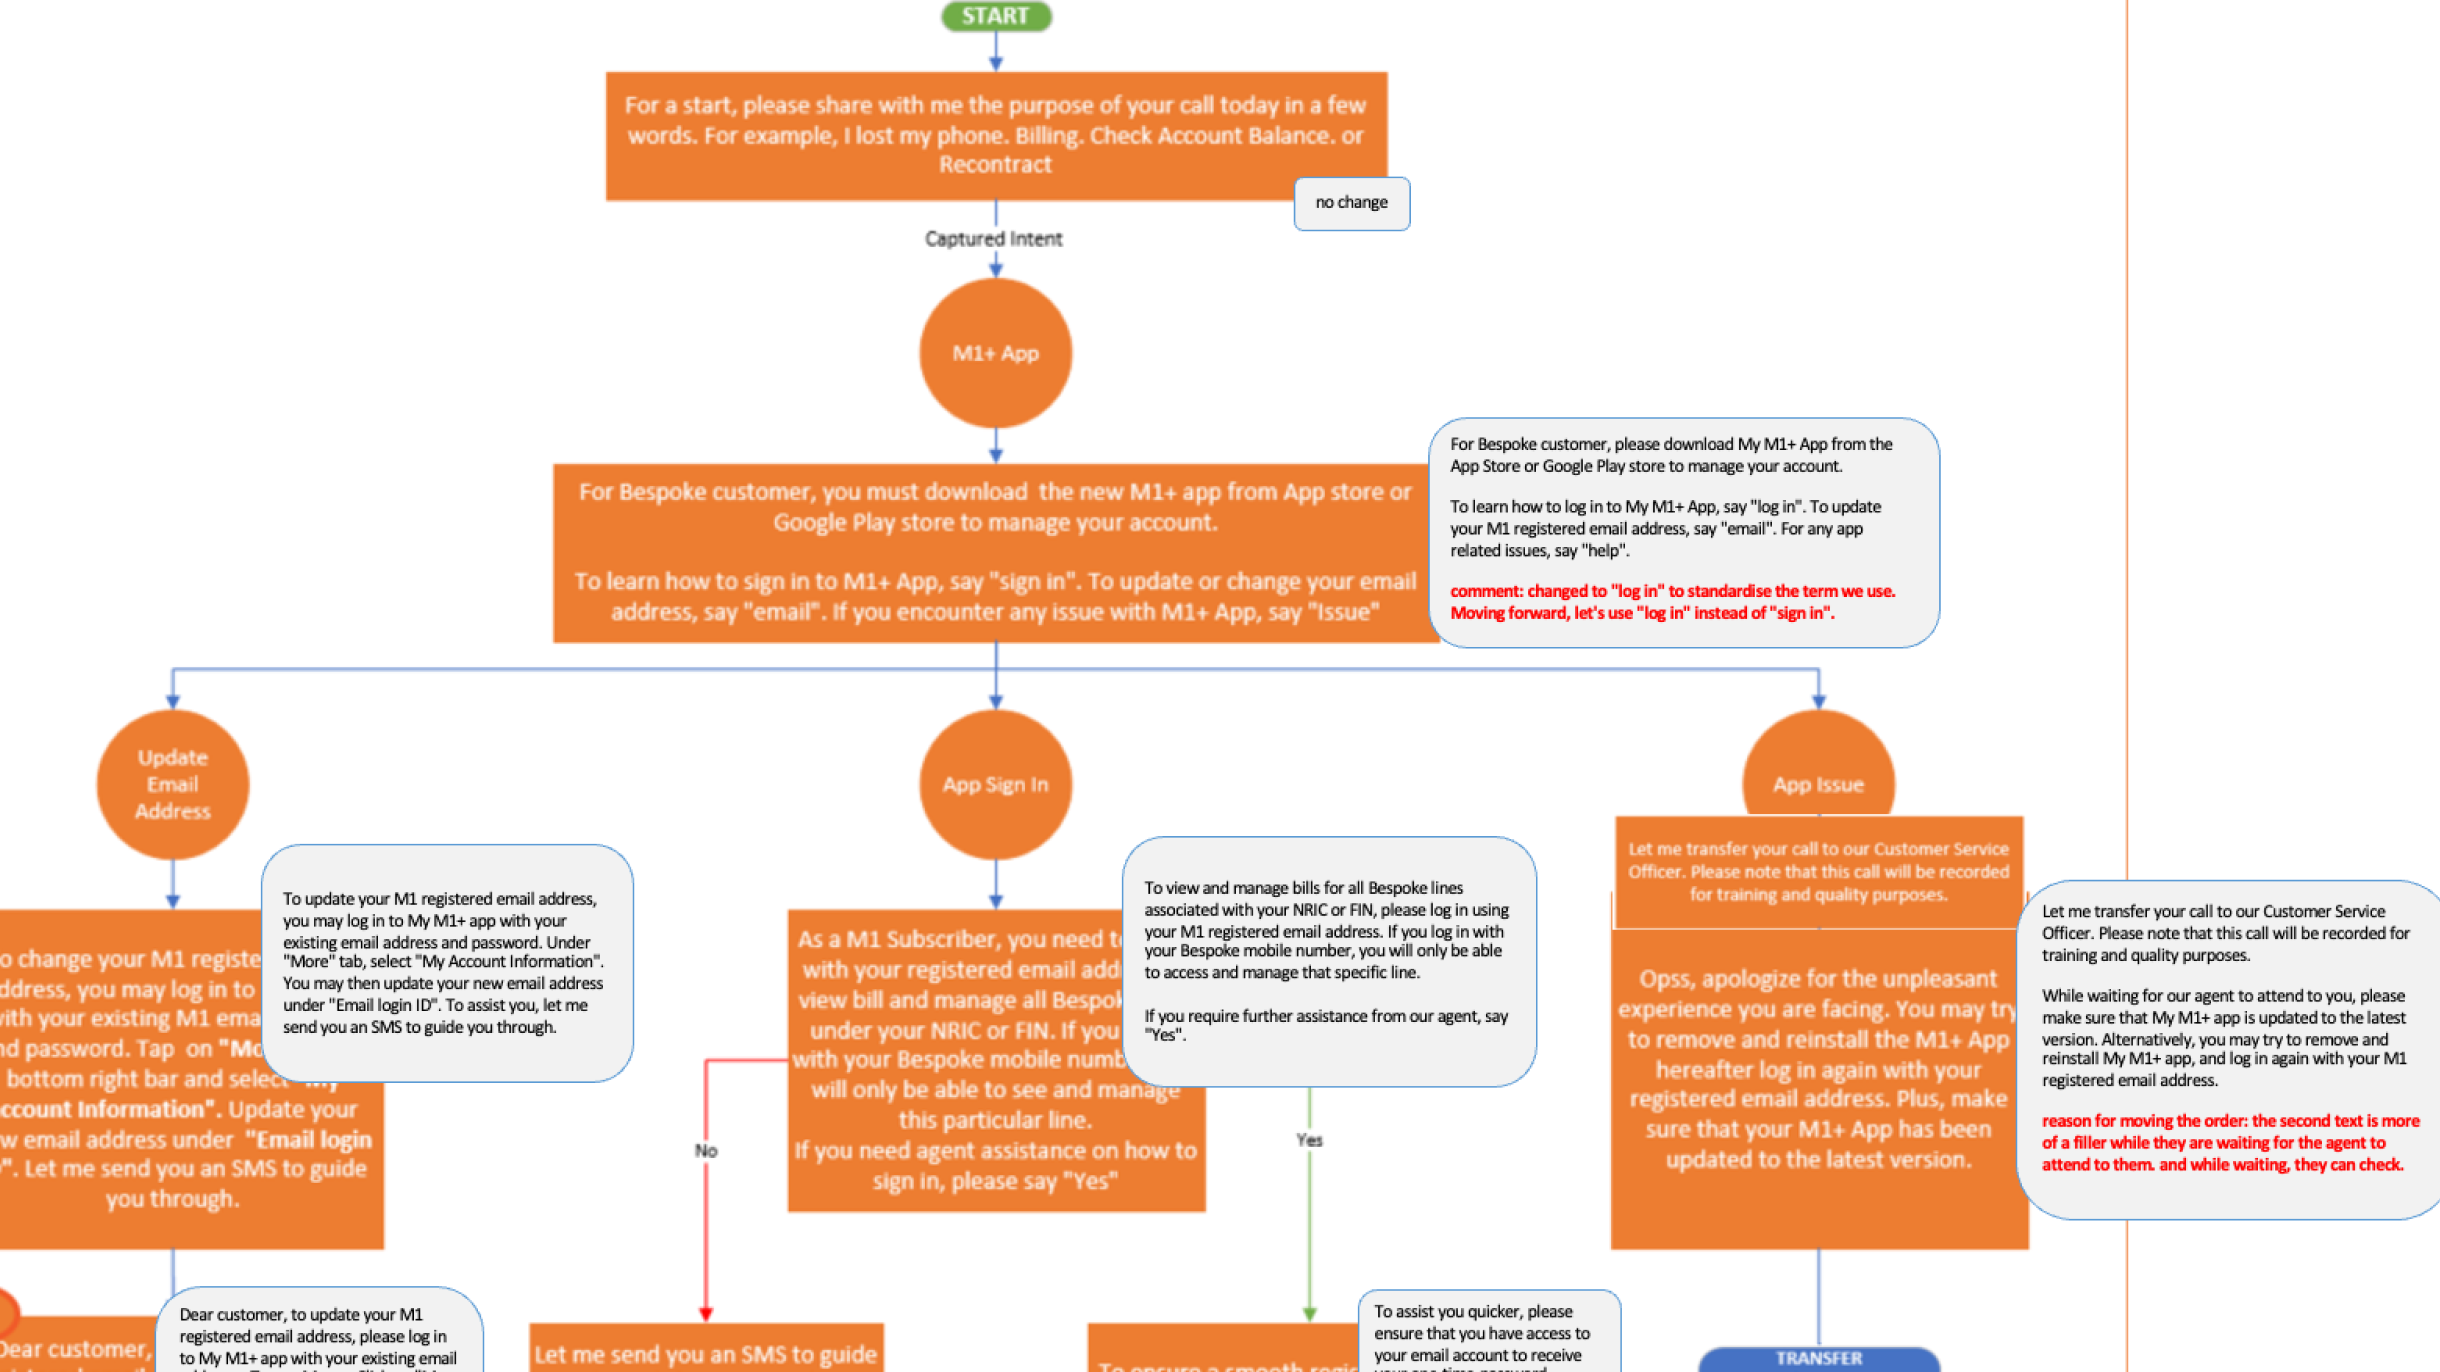 START
For a start, please share with me the purpose of your call today in a few
words. For example, I lost my phone. Billing. Check Account Balance. or
Recontract
no change
Captured Intent
M1+ App
For Bespoke customer, you must download the new M1+ app from App store or
Google Play store to manage your account.
To learn how to sign in to M1+ App, say "sign in". To update or change your email
address, say "email". If you encounter any issue with M1+ App, say "Issue"
For Bespoke customer, please download My M1+ App from the
App Store or Google Play store to manage your account.
To learn how to log in to My M1+ App, say "log in". To update
your M1 registered email address, say "email". For any app
related issues, say "help".
comment: changed to "log in" to standardise the term we use.
Moving forward, let's use "log in" instead of "sign in".
Update
Email
Address
App Sign In
App Issue
o change your M1 registe
ddress, you may log in to
ith your existing M1 ema
nd password. Tap on "Mo
bottom right bar and select "My
ccount Information". Update your
w email address under "Email login
". Let me send you an SMS to guide
you through.
To update your M1 registered email address,
you may log in to My M1+ app with your
existing email address and password. Under
"More" tab, select "My Account Information".
You may then update your new email address
under "Email login ID". To assist you, let me
send you an SMS to guide you through.
As a M1 Subscriber, you need t
with your registered email add
view bill and manage all Bespok
under your NRIC or FIN. If you
with your Bespoke mobile numb
will only be able to see and manage
this particular line.
If you need agent assistance on how to
sign in, please say "Yes"
To view and manage bills for all Bespoke lines
associated with your NRIC or FIN, please log in using
your M1 registered email address. If you log in with
your Bespoke mobile number, you will only be able
to access and manage that specific line.
If you require further assistance from our agent, say
"Yes".
Let me transfer your call to our Customer Service
Officer. Please note that this call will be recorded
for training and quality purposes.
Opss, apologize for the unpleasant
experience you are facing. You may try
to remove and reinstall the M1+ App
hereafter log in again with your
registered email address. Plus, make
sure that your M1+ App has been
updated to the latest version.
Let me transfer your call to our Customer Service
Officer. Please note that this call will be recorded for
training and quality purposes.
While waiting for our agent to attend to you, please
make sure that My M1+ app is updated to the latest
version. Alternatively, you may try to remove and
reinstall My M1+ app, and log in again with your M1
registered email address.
reason for moving the order: the second text is more
of a filler while they are waiting for the agent to
attend to them. and while waiting, they can check.
No
Yes
Dear customer,
Dear customer, to update your M1
registered email address, please log in
to My M1+ app with your existing email
Let me send you an SMS to guide
To ensure a smooth regis
To assist you quicker, please
ensure that you have access to
your email account to receive
TRANSFER